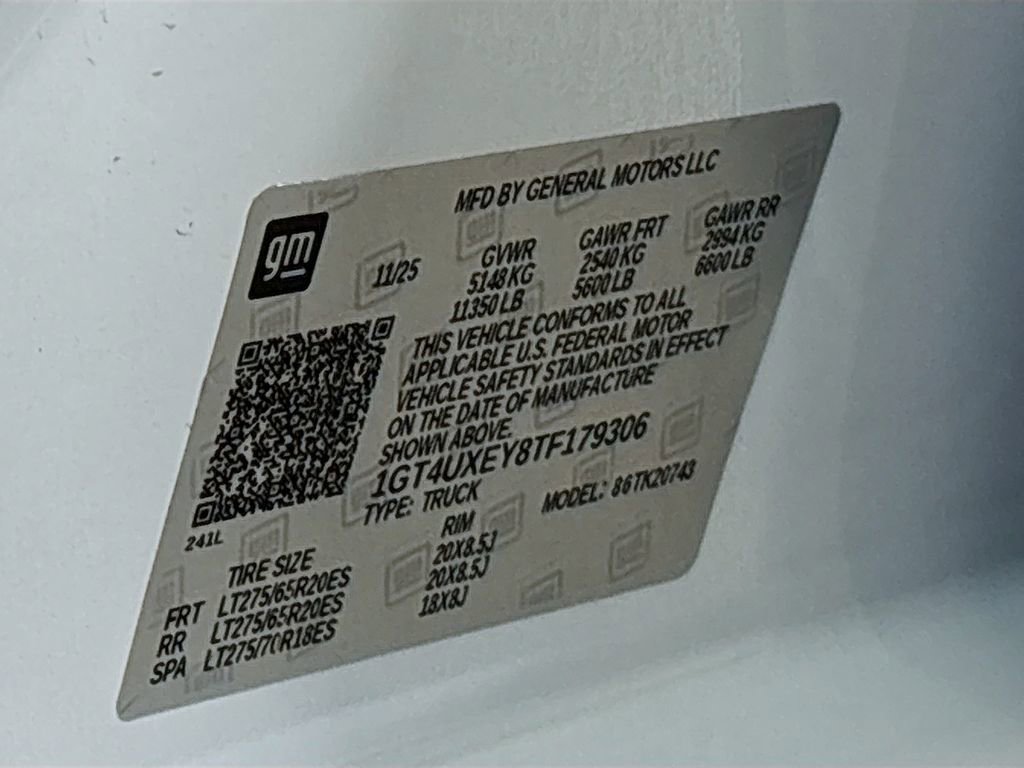 MFD BY GENERAL MOTORS LLC
gm
11/25
GVWR GAWR FRT GAWR RR
5148 KG 2540 KG 2994 KG
11350 LB 5600 LB 6600 LB
THIS VEHICLE CONFORMS TO ALL
APPLICABLE U.S. FEDERAL MOTOR
VEHICLE SAFETY STANDARDS IN EFFECT
ON THE DATE OF MANUFACTURE
SHOWN ABOVE.
1GT4UXEY8TF179306
TYPE: TRUCK MODEL: 86TK20743
241L
TIRE SIZE RIM
FRT LT275/65R20ES 20X8.5J
RR LT275/65R20ES 20X8.5J
SPA LT275/70R18ES 18X8J